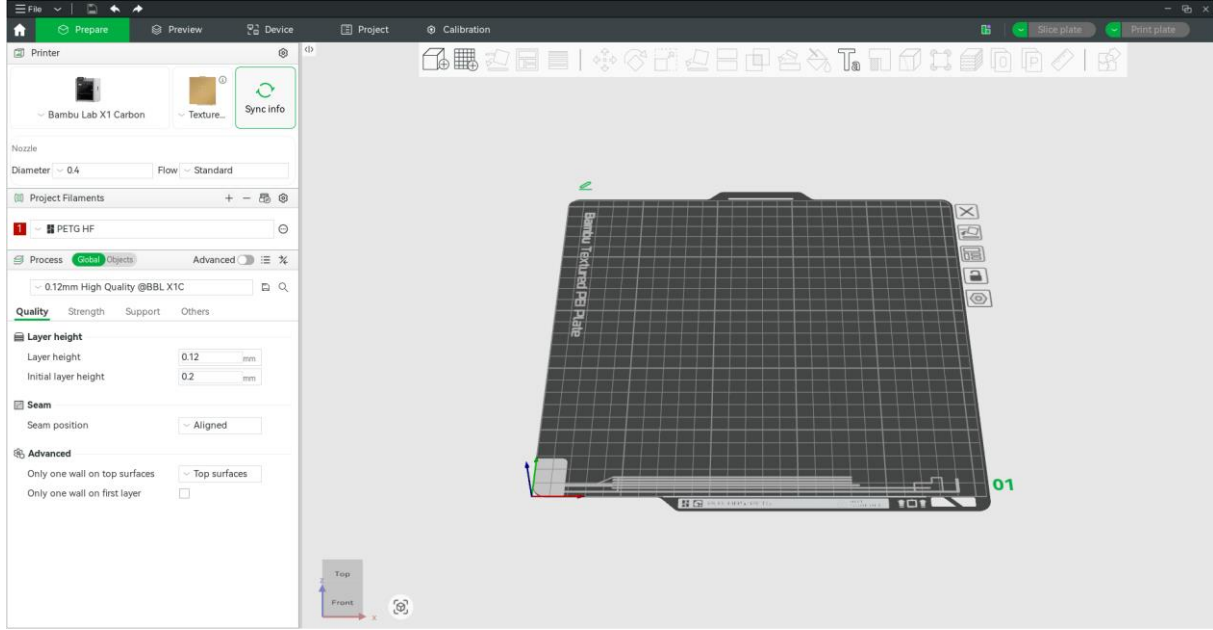 File
Prepare
Preview
Device
Project
Calibration
Slice plate
Print plate
Printer
Bambu Lab X1 Carbon
Texture...
Sync info
Nozzle
Diameter
0.4
Flow
Standard
Project Filaments
1
PETG HF
Process
Global
Objects
Advanced
0.12mm High Quality @BBL X1C
Quality
Strength
Support
Others
Layer height
Layer height
0.12
mm
Initial layer height
0.2
mm
Seam
Seam position
Aligned
Advanced
Only one wall on top surfaces
Top surfaces
Only one wall on first layer
Bambu Textured PEI Plate
01
Top
Front
z
x